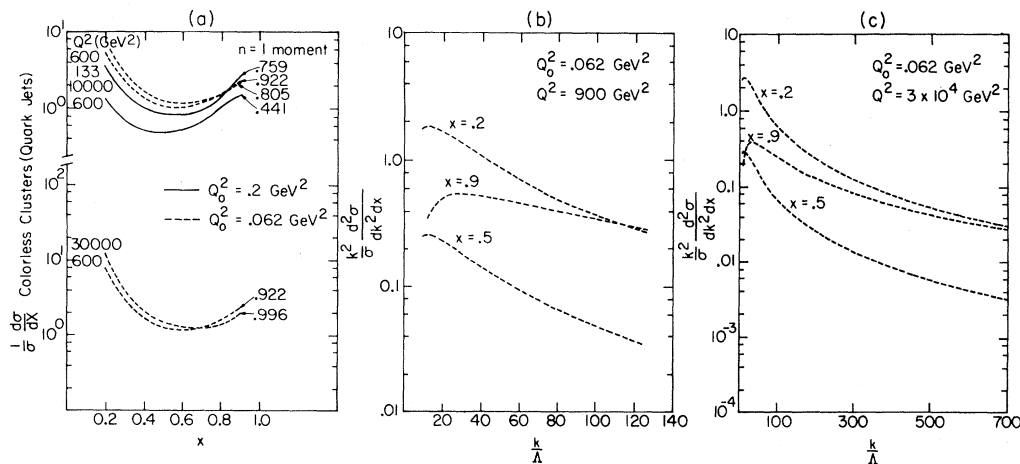 (a)
10¹
Q² (GeV²)
600
133
10000
1,600
10⁰
n = 1 moment
.759
.922
.805
.441
10²
Q₀² = .2 GeV²
Q₀² = .062 GeV²
30000
600
10¹
10⁰
.922
.996
1/σ dσ/dX Colorless Clusters (Quark Jets)
0.2 0.4 0.6 0.8 1.0
x
(b)
Q₀² = .062 GeV²
Q² = 900 GeV²
10
1.0
0.1
.01
x = .2
x = .9
x = .5
k²/σ d²σ/dk²dx
20 40 60 80 100 120 140
k/Λ
(c)
Q₀² = .062 GeV²
Q² = 3 x 10⁴ GeV²
10
1.0
0.1
.01
10⁻³
10⁻⁴
x = .2
x = .9
x = .5
k²/σ d²σ/dk²dx
100 300 500 700
k/Λ